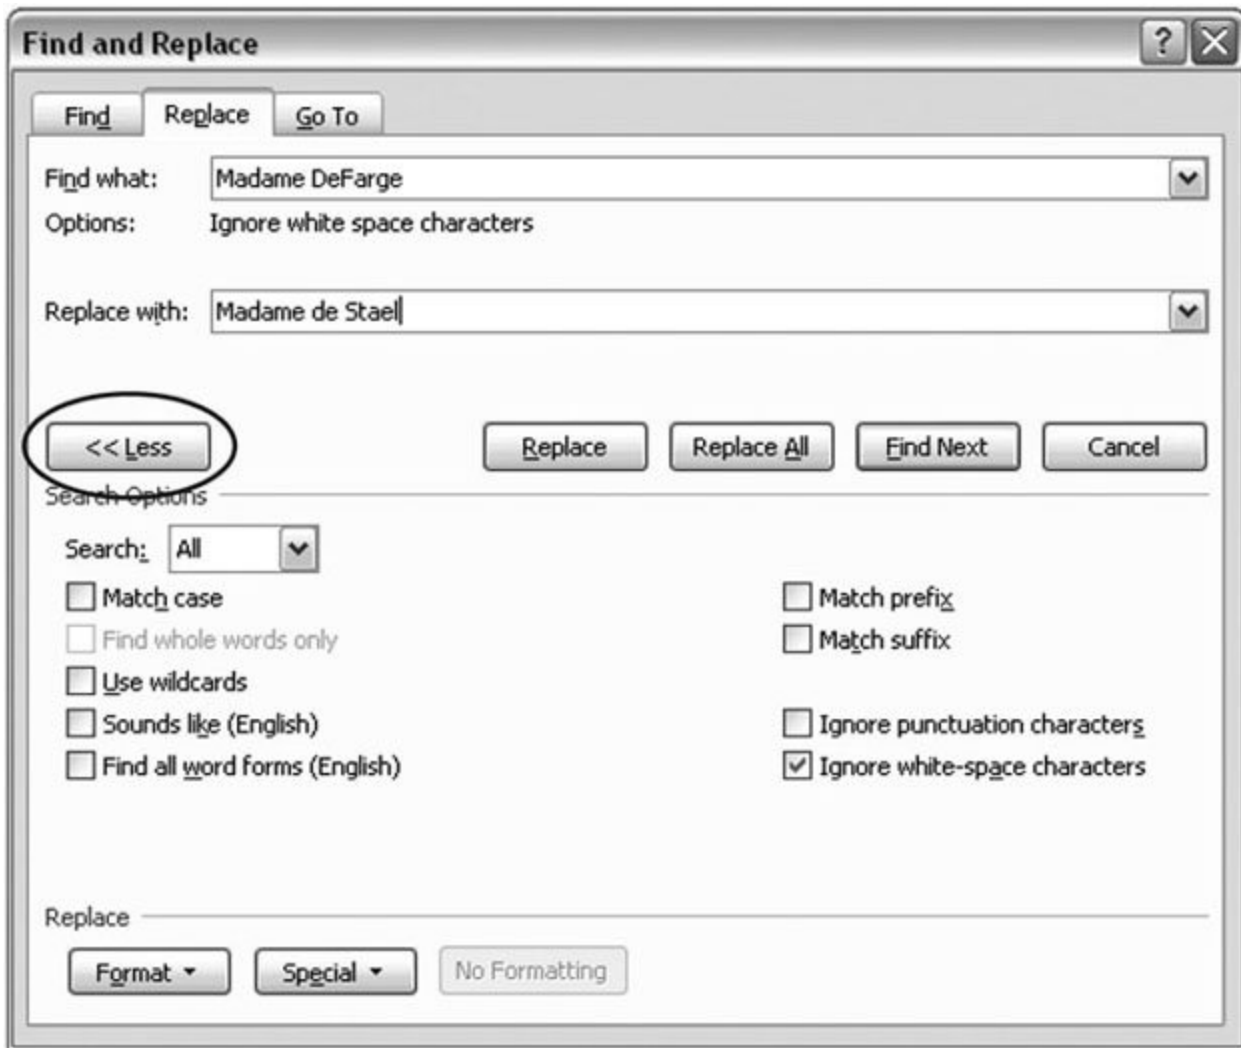 Find and Replace ?
Find Replace Go To
Find what: Madame DeFarge
Options: Ignore white space characters
Replace with: Madame de Stael
<< Less Replace Replace All Find Next Cancel
Search Options
Search: All
Match case Match prefix
Find whole words only Match suffix
Use wildcards
Sounds like (English) Ignore punctuation characters
Find all word forms (English) Ignore white-space characters
Replace
Format Special No Formatting